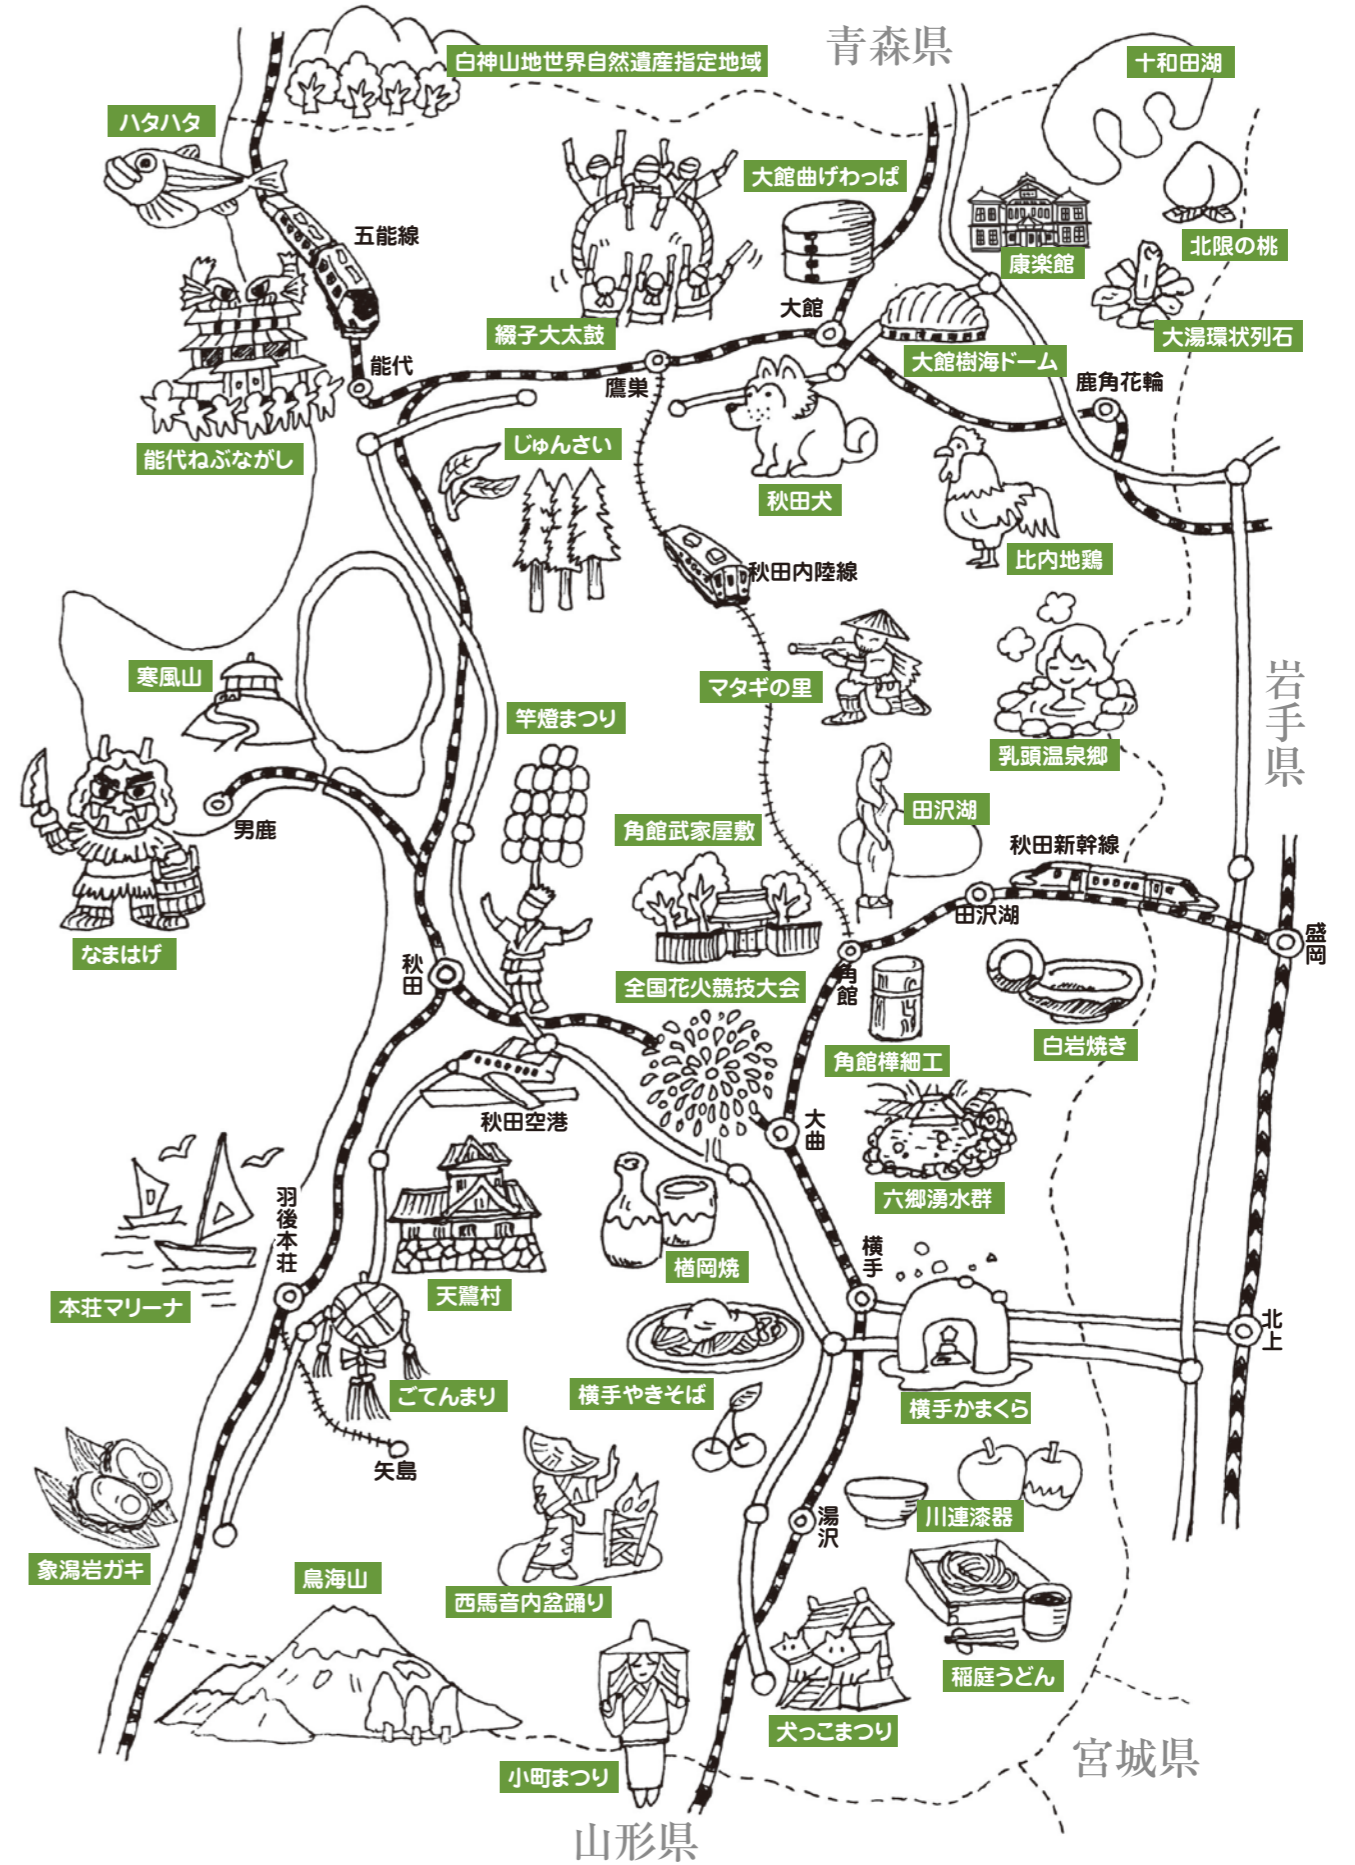 青森県
白神山地世界自然遺産指定地域
十和田湖
ハタハタ
大館曲げわっぱ
五能線
北限の桃
康楽館
大館
綴子大太鼓
大湯環状列石
大館樹海ドーム
能代
鷹巣
鹿角花輪
能代ねぶながし
じゅんさい
秋田犬
比内地鶏
秋田内陸線
寒風山
マタギの里
岩手県
竿燈まつり
乳頭温泉郷
田沢湖
男鹿
角館武家屋敷
秋田新幹線
田沢湖
なまはげ
盛岡
秋田
全国花火競技大会
角館
白岩焼き
角館樺細工
秋田空港
大曲
六郷湧水群
羽後本荘
横手
楢岡焼
天鷺村
本荘マリーナ
北上
ごてんまり
横手やきそば
横手かまくら
矢島
川連漆器
湯沢
象潟岩ガキ
鳥海山
西馬音内盆踊り
稲庭うどん
犬っこまつり
宮城県
小町まつり
山形県